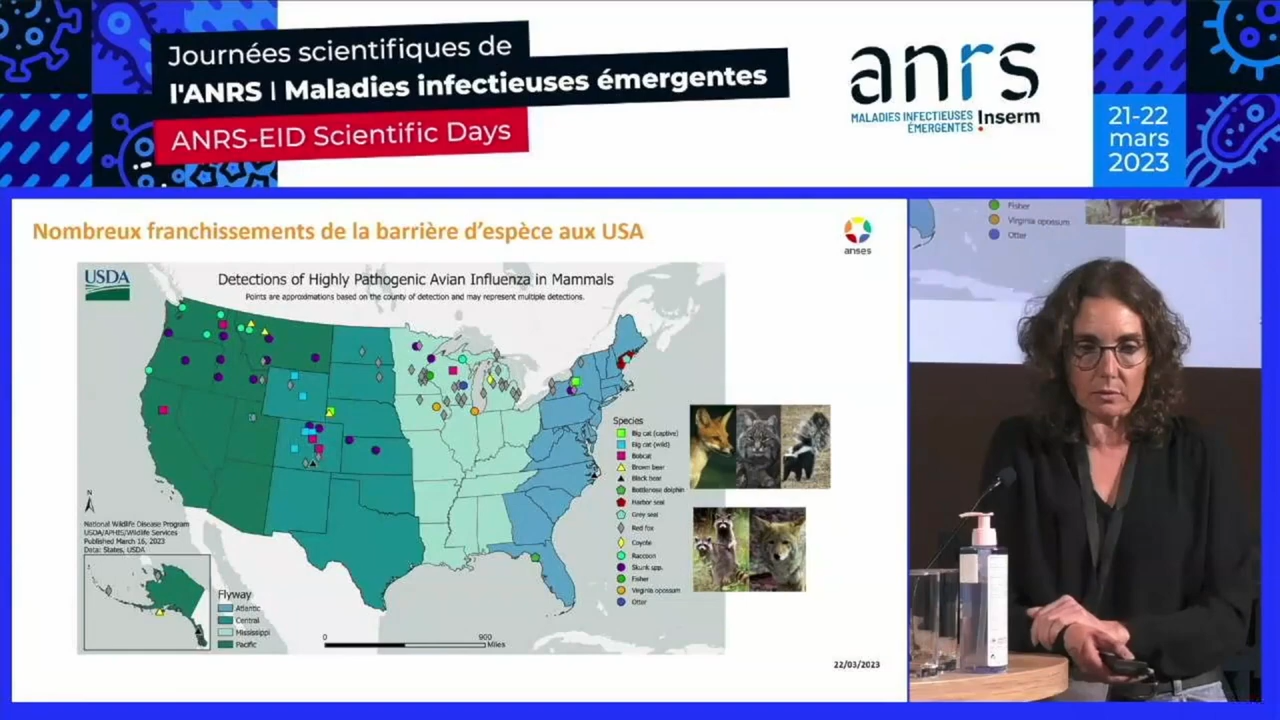 Journées scientifiques de
l'ANRS | Maladies infectieuses émergentes
ANRS-EID Scientific Days
anrs
MALADIES INFECTIEUSES
ÉMERGENTES Inserm
21-22
mars
2023
Nombreux franchissements de la barrière d'espèce aux USA
anses
USDA
Detections of Highly Pathogenic Avian Influenza in Mammals
Points are approximations based on the county of detection and may represent multiple detections.
Species
Big cat (captive)
Big cat (wild)
Bobcat
Brown bear
Black bear
Bottlenose dolphin
Harbor seal
Grey seal
Red fox
Coyote
Raccoon
Skunk spp.
Fisher
Virginia opossum
Otter
N
National Wildlife Disease Program
USDA/APHIS/Wildlife Services
Published March 16, 2023
Data: States, USDA
Flyway
Atlantic
Central
Mississippi
Pacific
0 900
Miles
22/03/2023
Fisher
Virginia opossum
Otter